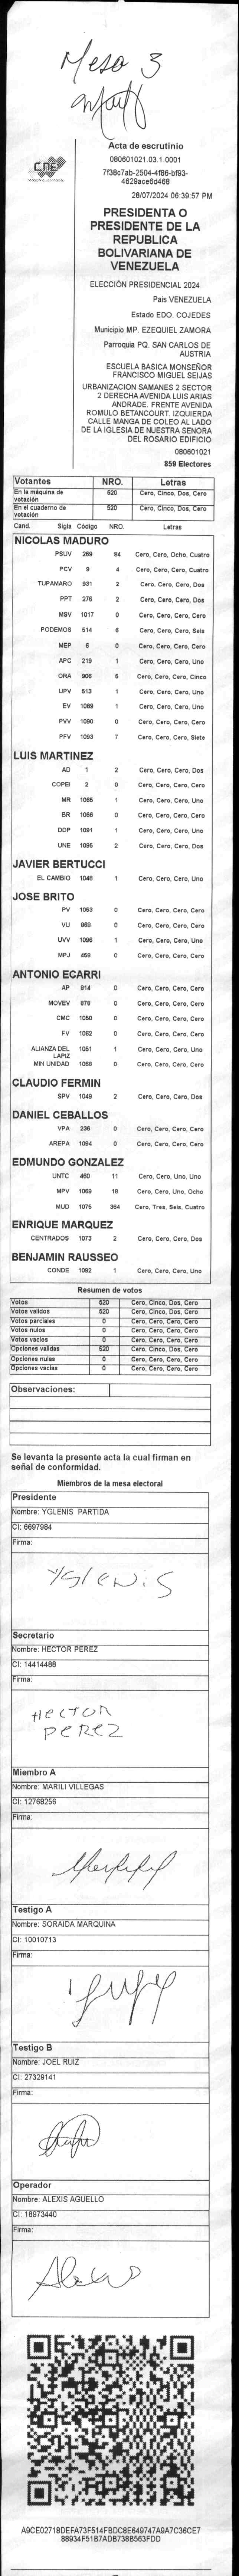 Mesa 3
CNE
Acta de escrutinio
080601021.03.1.0001
7f38c7ab-2504-4f86-bf93-
4629ace6d468
28/07/2024 06:39:57 PM
PRESIDENTA O
PRESIDENTE DE LA
REPUBLICA
BOLIVARIANA DE
VENEZUELA
ELECCIÓN PRESIDENCIAL 2024
País VENEZUELA
Estado EDO. COJEDES
Municipio MP. EZEQUIEL ZAMORA
Parroquia PQ. SAN CARLOS DE
AUSTRIA
ESCUELA BASICA MONSEÑOR
FRANCISCO MIGUEL SEIJAS
URBANIZACION SAMANES 2 SECTOR
2 DERECHA AVENIDA LUIS ARIAS
ANDRADE. FRENTE AVENIDA
ROMULO BETANCOURT. IZQUIERDA
CALLE MANGA DE COLEO AL LADO
DE LA IGLESIA DE NUESTRA SEÑORA
DEL ROSARIO EDIFICIO
080601021
859 Electores
Votantes NRO. Letras
En la máquina de votación 520 Cero, Cinco, Dos, Cero
En el cuaderno de votación 520 Cero, Cinco, Dos, Cero
Cand. Sigla Código NRO. Letras
NICOLAS MADURO
PSUV 269 84 Cero, Cero, Ocho, Cuatro
PCV 9 4 Cero, Cero, Cero, Cuatro
TUPAMARO 931 2 Cero, Cero, Cero, Dos
PPT 275 2 Cero, Cero, Cero, Dos
MSV 1017 0 Cero, Cero, Cero, Cero
PODEMOS 514 6 Cero, Cero, Cero, Seis
MEP 6 0 Cero, Cero, Cero, Cero
APC 219 1 Cero, Cero, Cero, Uno
ORA 906 5 Cero, Cero, Cero, Cinco
UPV 513 1 Cero, Cero, Cero, Uno
EV 1089 1 Cero, Cero, Cero, Uno
PVV 1090 0 Cero, Cero, Cero, Cero
PFV 1093 7 Cero, Cero, Cero, Siete
LUIS MARTINEZ
AD 1 2 Cero, Cero, Cero, Dos
COPEI 2 0 Cero, Cero, Cero, Cero
MR 1065 1 Cero, Cero, Cero, Uno
BR 1066 0 Cero, Cero, Cero, Cero
DDP 1091 1 Cero, Cero, Cero, Uno
UNE 1095 2 Cero, Cero, Cero, Dos
JAVIER BERTUCCI
EL CAMBIO 1048 1 Cero, Cero, Cero, Uno
JOSE BRITO
PV 1053 0 Cero, Cero, Cero, Cero
VU 868 0 Cero, Cero, Cero, Cero
UVV 1096 1 Cero, Cero, Cero, Uno
MPJ 458 0 Cero, Cero, Cero, Cero
ANTONIO ECARRI
AP 914 0 Cero, Cero, Cero, Cero
MOVEV 878 0 Cero, Cero, Cero, Cero
CMC 1050 0 Cero, Cero, Cero, Cero
FV 1062 0 Cero, Cero, Cero, Cero
ALIANZA DEL LAPIZ 1051 1 Cero, Cero, Cero, Uno
MIN UNIDAD 1068 0 Cero, Cero, Cero, Cero
CLAUDIO FERMIN
SPV 1049 2 Cero, Cero, Cero, Dos
DANIEL CEBALLOS
VPA 236 0 Cero, Cero, Cero, Cero
AREPA 1094 0 Cero, Cero, Cero, Cero
EDMUNDO GONZALEZ
UNTC 460 11 Cero, Cero, Uno, Uno
MPV 1069 18 Cero, Cero, Uno, Ocho
MUD 1075 364 Cero, Tres, Seis, Cuatro
ENRIQUE MARQUEZ
CENTRADOS 1073 2 Cero, Cero, Cero, Dos
BENJAMIN RAUSSEO
CONDE 1092 1 Cero, Cero, Cero, Uno
Resumen de votos
Votos 520 Cero, Cinco, Dos, Cero
Votos validos 520 Cero, Cinco, Dos, Cero
Votos parciales 0 Cero, Cero, Cero, Cero
Votos nulos 0 Cero, Cero, Cero, Cero
Votos vacios 0 Cero, Cero, Cero, Cero
Opciones validas 520 Cero, Cinco, Dos, Cero
Opciones nulas 0 Cero, Cero, Cero, Cero
Opciones vacias 0 Cero, Cero, Cero, Cero
Observaciones:
Se levanta la presente acta la cual firman en
señal de conformidad.
Miembros de la mesa electoral
Presidente
Nombre: YGLENIS PARTIDA
CI: 6697984
Firma:
YGLENIS
Secretario
Nombre: HECTOR PEREZ
CI: 14414488
Firma:
HECTOR
PEREZ
Miembro A
Nombre: MARILI VILLEGAS
CI: 12768256
Firma:
Testigo A
Nombre: SORAIDA MARQUINA
CI: 10010713
Firma:
Testigo B
Nombre: JOEL RUIZ
CI: 27329141
Firma:
Operador
Nombre: ALEXIS AGUELLO
CI: 18973440
Firma:
A9CE02718DEFA73F514FBDC8E649747A9A7C36CE7
88934F51B7ADB738B563FDD